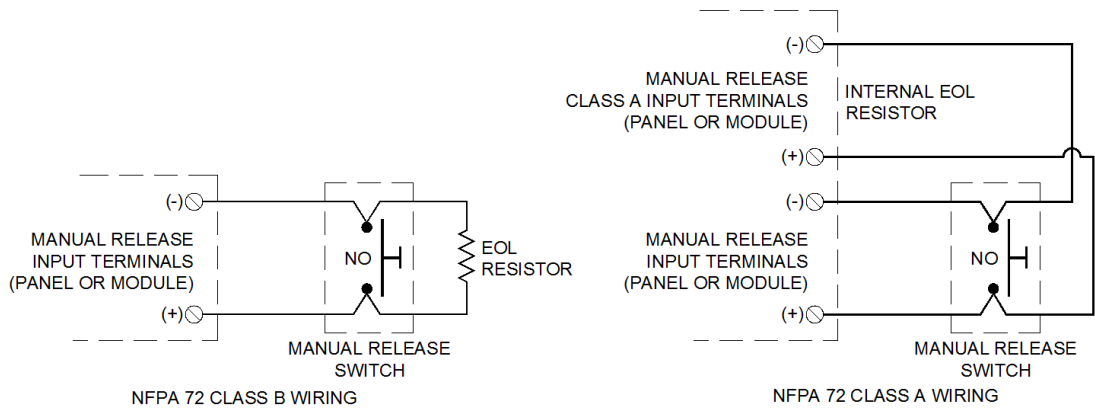 (-)
MANUAL RELEASE
INPUT TERMINALS
(PANEL OR MODULE)
(+)
NO
EOL
RESISTOR
MANUAL RELEASE
SWITCH
NFPA 72 CLASS B WIRING
(-)
MANUAL RELEASE
CLASS A INPUT TERMINALS
(PANEL OR MODULE)
(+)
INTERNAL EOL
RESISTOR
(-)
MANUAL RELEASE
INPUT TERMINALS
(PANEL OR MODULE)
(+)
NO
MANUAL RELEASE
SWITCH
NFPA 72 CLASS A WIRING